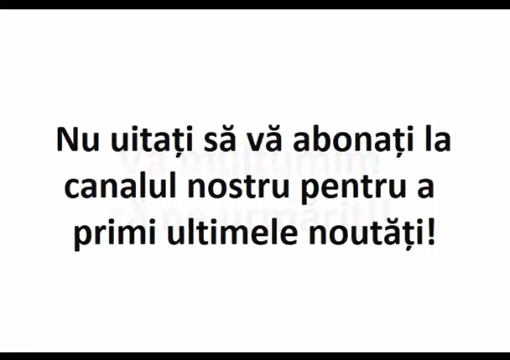 Nu uitați să vă abonați la
canalul nostru pentru a
primi ultimele noutăți!